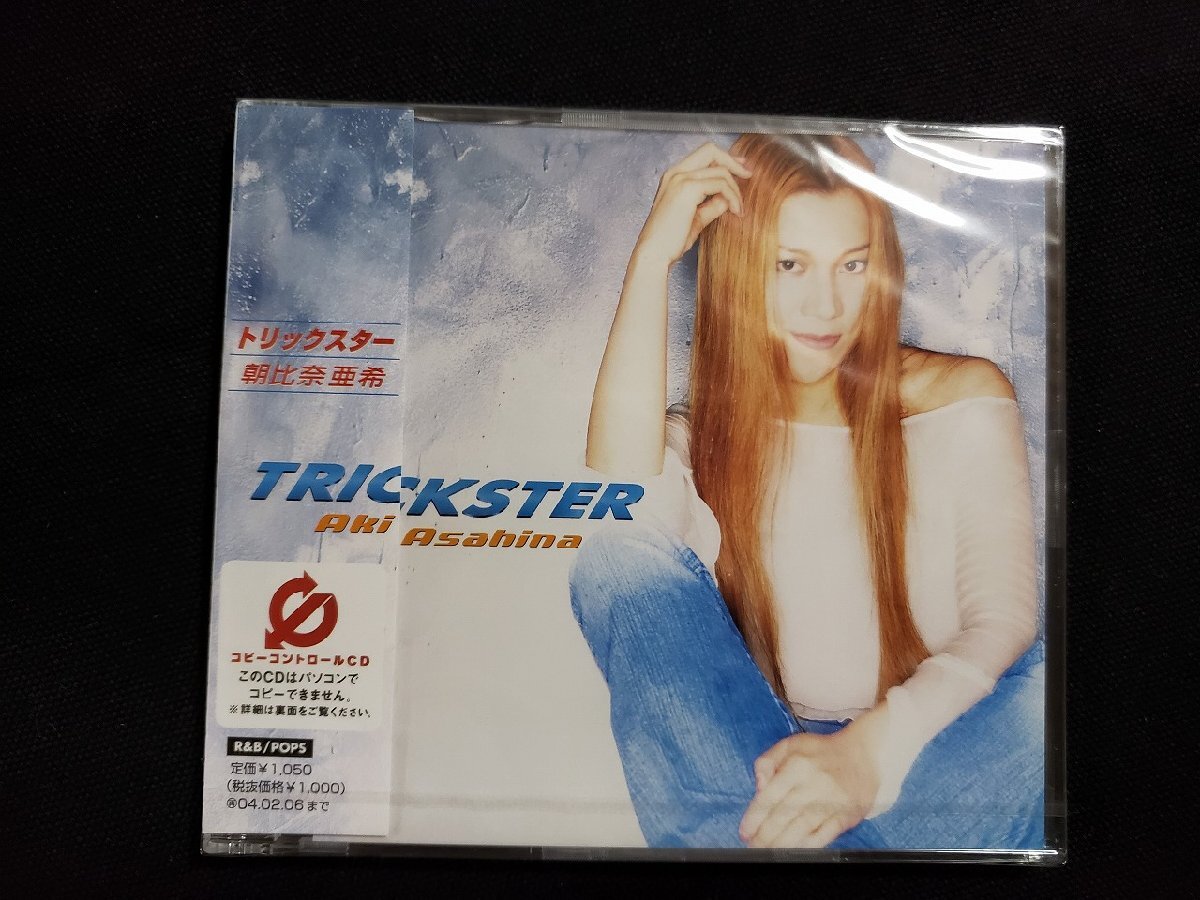 トリックスター
朝比奈亜希
TRICKSTER
Aki Asahina
コピーコントロールCD
このCDはパソコンで
コピーできません。
※詳細は裏面をご覧ください。
R&B/POPS
定価¥1,050
(税抜価格¥1,000)
㋐04.02.06まで